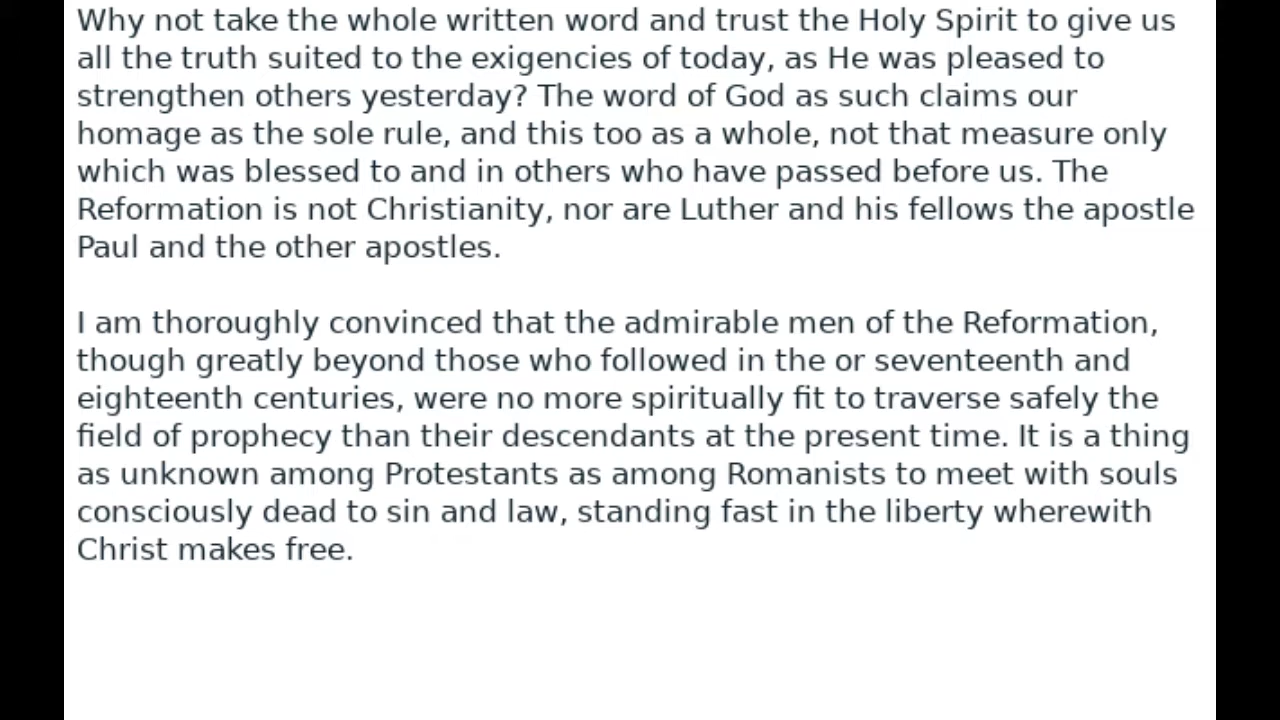 Why not take the whole written word and trust the Holy Spirit to give us
all the truth suited to the exigencies of today, as He was pleased to
strengthen others yesterday? The word of God as such claims our
homage as the sole rule, and this too as a whole, not that measure only
which was blessed to and in others who have passed before us. The
Reformation is not Christianity, nor are Luther and his fellows the apostle
Paul and the other apostles.
I am thoroughly convinced that the admirable men of the Reformation,
though greatly beyond those who followed in the or seventeenth and
eighteenth centuries, were no more spiritually fit to traverse safely the
field of prophecy than their descendants at the present time. It is a thing
as unknown among Protestants as among Romanists to meet with souls
consciously dead to sin and law, standing fast in the liberty wherewith
Christ makes free.